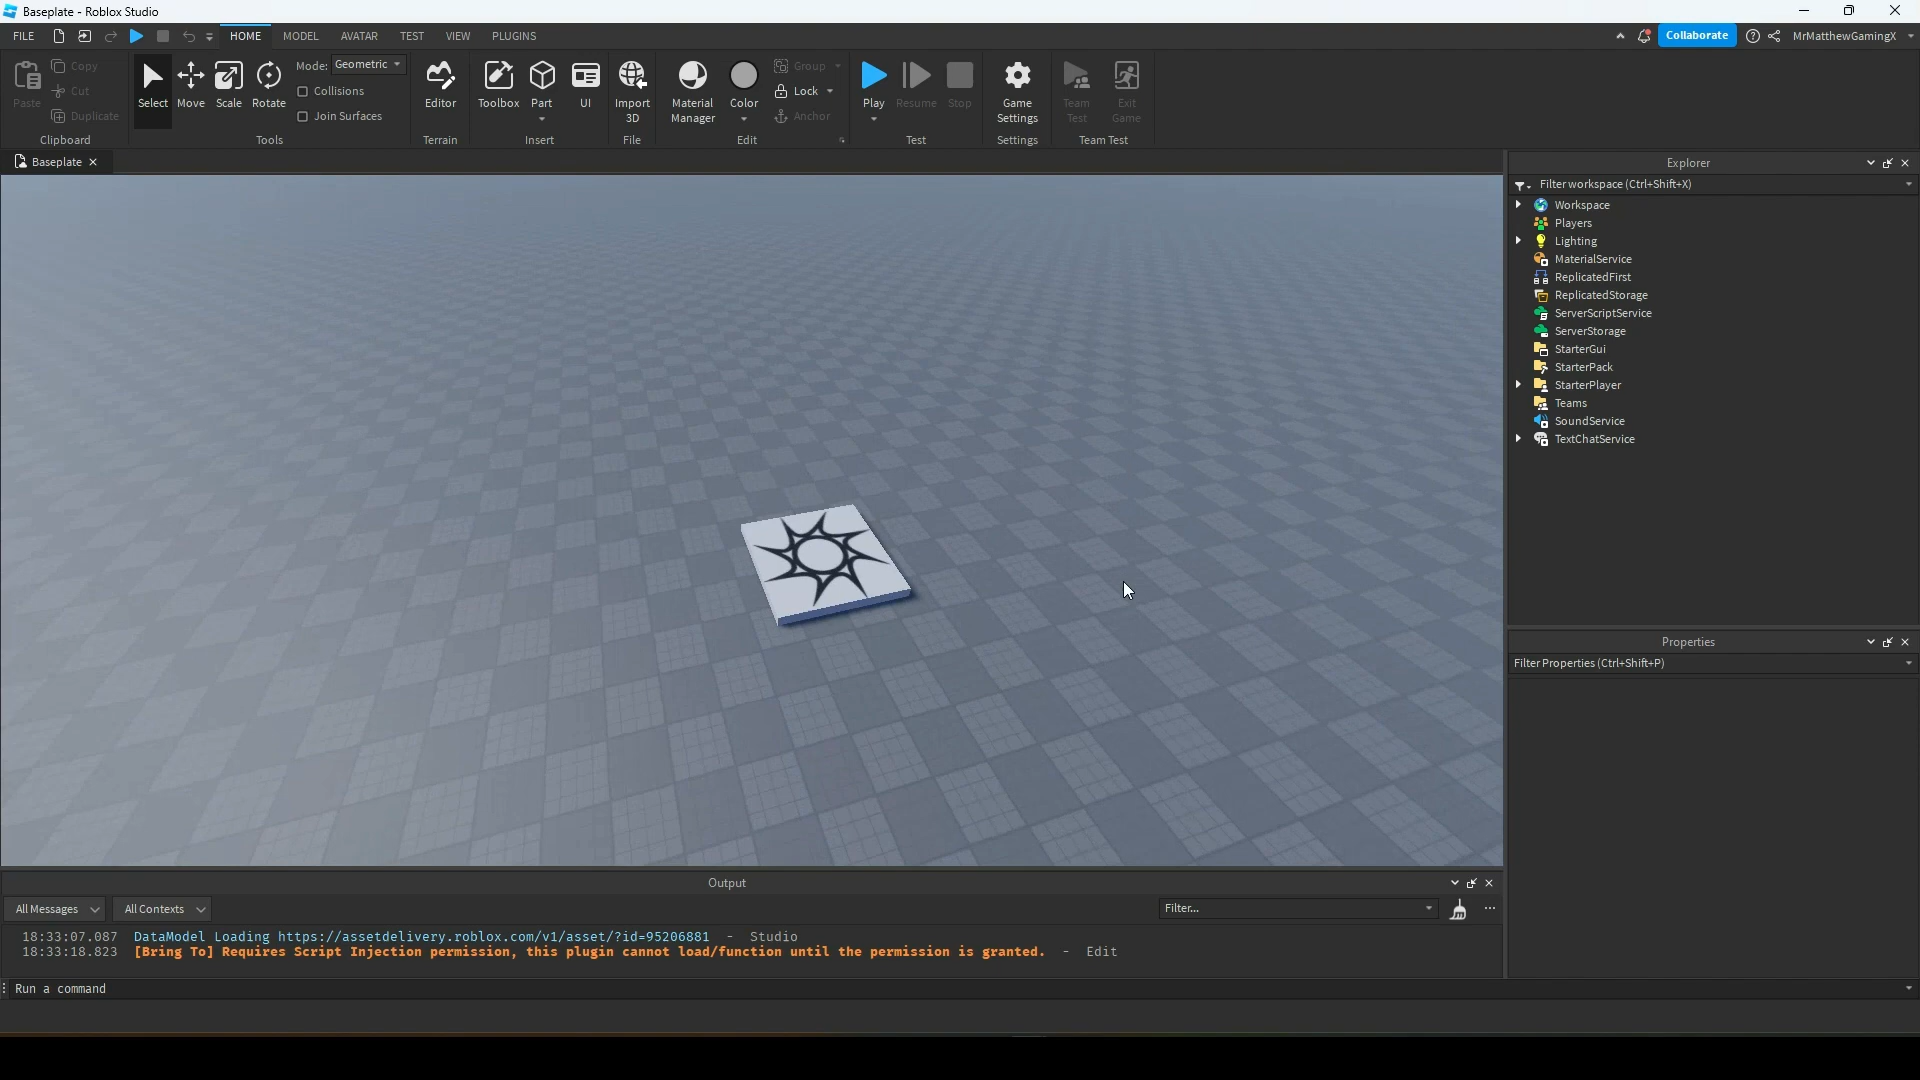 Baseplate - Roblox Studio
FILE HOME MODEL AVATAR TEST VIEW PLUGINS Collaborate MrMatthewGamingX
Paste Copy Cut Duplicate
Clipboard
Select Move Scale Rotate
Mode: Geometric
Collisions
Join Surfaces
Tools
Editor
Terrain
Toolbox Part UI
Insert
Import 3D
File
Material Manager Color Group Lock Anchor
Edit
Play Resume Stop
Test
Game Settings
Settings
Team Test Exit Game
Team Test
Baseplate
Explorer
Filter workspace (Ctrl+Shift+X)
Workspace
Players
Lighting
MaterialService
ReplicatedFirst
ReplicatedStorage
ServerScriptService
ServerStorage
StarterGui
StarterPack
StarterPlayer
Teams
SoundService
TextChatService
Properties
Filter Properties (Ctrl+Shift+P)
Output
All Messages All Contexts Filter...
18:33:07.087 DataModel Loading https://assetdelivery.roblox.com/v1/asset/?id=95206881 - Studio
18:33:18.823 [Bring To] Requires Script Injection permission, this plugin cannot load/function until the permission is granted. - Edit
Run a command